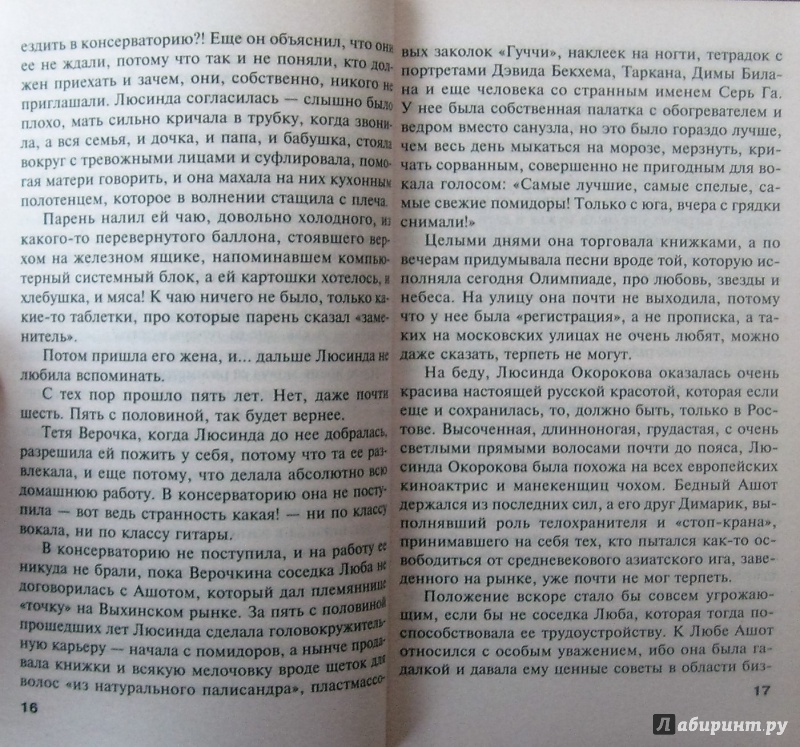 ездить в консерваторию?! Еще он объяснил, что они
ее не ждали, потому что так и не поняли, кто дол-
жен приехать и зачем, они, собственно, никого не
приглашали. Люсинда согласилась — слышно было
плохо, мать сильно кричала в трубку, когда звони-
ла, а вся семья, и дочка, и папа, и бабушка, стояла
вокруг с тревожными лицами и суфлировала, помо-
гая матери говорить, и она махала на них кухонным
полотенцем, которое в волнении стащила с плеча.
Парень налил ей чаю, довольно холодного, из
какого-то перевернутого баллона, стоявшего вер-
хом на железном ящике, напоминавшем компью-
терный системный блок, а ей картошки хотелось, и
хлебушка, и мяса! К чаю ничего не было, только ка-
кие-то таблетки, про которые парень сказал «заме-
нитель».
Потом пришла его жена, и... дальше Люсинда не
любила вспоминать.
С тех пор прошло пять лет. Нет, даже почти
шесть. Пять с половиной, так будет вернее.
Тетя Верочка, когда Люсинда до нее добралась,
разрешила ей пожить у себя, потому что та ее раз-
влекала, и еще потому, что делала абсолютно всю
домашнюю работу. В консерваторию она не посту-
пила — вот ведь странность какая! — ни по классу
вокала, ни по классу гитары.
В консерваторию не поступила, и на работу ее
никуда не брали, пока Верочкина соседка Люба не
договорилась с Ашотом, который дал племяннице
«точку» на Выхинском рынке. За пять с половиной
прошедших лет Люсинда сделала головокружитель-
ную карьеру — начала с помидоров, а нынче прода-
вала книжки и всякую мелочовку вроде щеток для
волос «из натурального палисандра», пластмассо-
16
вых заколок «Гуччи», наклеек на ногти, тетрадок с
портретами Дэвида Бекхема, Таркана, Димы Била-
на и еще человека со странным именем Серь Га.
У нее была собственная палатка с обогревателем и
ведром вместо санузла, но это было гораздо лучше,
чем весь день мыкаться на морозе, мерзнуть, кри-
чать сорванным, совершенно не пригодным для во-
кала голосом: «Самые лучшие, самые спелые, са-
мые свежие помидоры! Только с юга, вчера с грядки
снимали!»
Целыми днями она торговала книжками, а по
вечерам придумывала песни вроде той, которую ис-
полняла сегодня Олимпиаде, про любовь, звезды и
небеса. На улицу она почти не выходила, потому
что у нее была «регистрация», а не прописка, а та-
ких на московских улицах не очень любят, можно
даже сказать, терпеть не могут.
На беду, Люсинда Окорокова оказалась очень
красива настоящей русской красотой, которая если
еще и сохранилась, то, должно быть, только в Рос-
тове. Высоченная, длинноногая, грудастая, с очень
светлыми прямыми волосами почти до пояса, Лю-
синда Окорокова была похожа на всех европейских
киноактрис и манекенщиц чохом. Бедный Ашот
держался из последних сил, а его друг Димарик, вы-
полнявший роль телохранителя и «стоп-крана»,
принимавшего на себя тех, кто пытался как-то ос-
вободиться от средневекового азиатского ига, заве-
денного на рынке, уже почти не мог терпеть.
Положение вскоре стало бы совсем угрожаю-
щим, если бы не соседка Люба, которая тогда по-
способствовала ее трудоустройству. К Любе Ашот
относился с особым уважением, ибо она была га-
далкой и давала ему ценные советы в области биз-
17
Лабиринт.ру